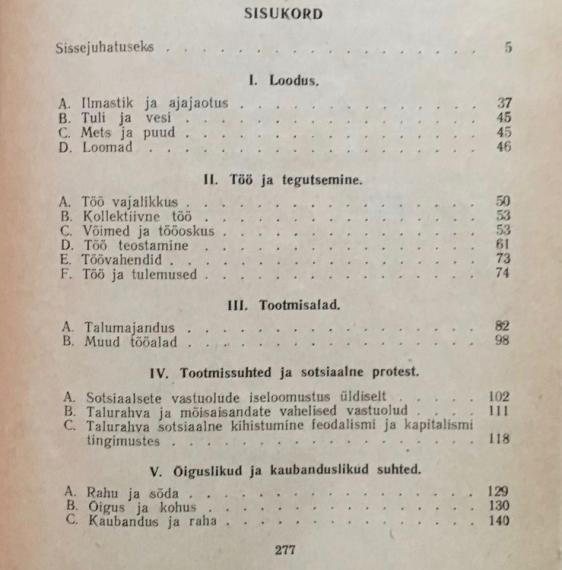 SISUKORD
Sissejuhatuseks . . . . . . . . . . . . . . . . . 5
I. Loodus.
A. Ilmastik ja ajajaotus . . . . . . . . . . . . . 37
B. Tuli ja vesi . . . . . . . . . . . . . . . . 45
C. Mets ja puud . . . . . . . . . . . . . . . 45
D. Loomad . . . . . . . . . . . . . . . . . 46
II. Töö ja tegutsemine.
A. Töö vajalikkus . . . . . . . . . . . . . . . 50
B. Kollektiivne töö . . . . . . . . . . . . . . 53
C. Võimed ja tööoskus . . . . . . . . . . . . . 53
D. Töö teostamine . . . . . . . . . . . . . . 61
E. Töövahendid . . . . . . . . . . . . . . . 73
F. Töö ja tulemused . . . . . . . . . . . . . . 74
III. Tootmisalad.
A. Talumajandus . . . . . . . . . . . . . . . 82
B. Muud tööalad . . . . . . . . . . . . . . . 98
IV. Tootmissuhted ja sotsiaalne protest.
A. Sotsiaalsete vastuolude iseloomustus üldiselt . . . . . 102
B. Talurahva ja mõisaisandate vahelised vastuolud . . . . 111
C. Talurahva sotsiaalne kihistumine feodalismi ja kapitalismi
tingimustes . . . . . . . . . . . . . . . . 118
V. Õiguslikud ja kaubanduslikud suhted.
A. Rahu ja sõda . . . . . . . . . . . . . . . 129
B. Õigus ja kohus . . . . . . . . . . . . . . 130
C. Kaubandus ja raha . . . . . . . . . . . . . 140
277